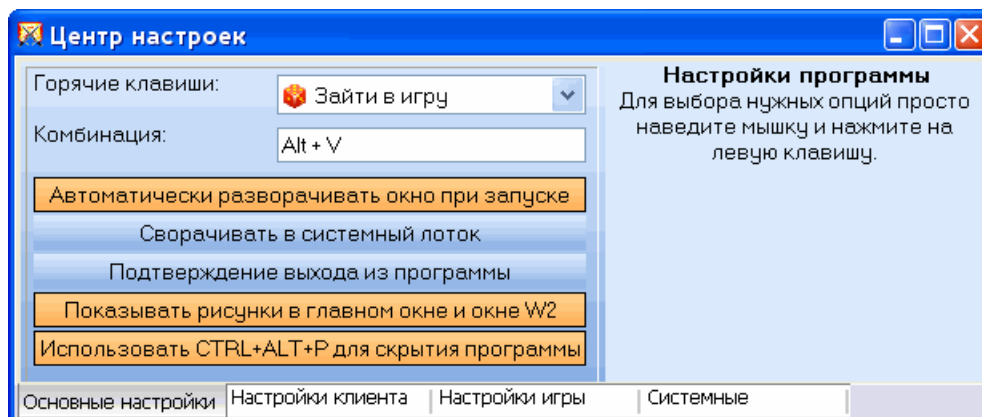 Центр настроек
Горячие клавиши:
Зайти в игру
Комбинация:
Alt + V
Автоматически разворачивать окно при запуске
Сворачивать в системный лоток
Подтверждение выхода из программы
Показывать рисунки в главном окне и окне W2
Использовать CTRL+ALT+P для скрытия программы
Настройки программы
Для выбора нужных опций просто
наведите мышку и нажмите на
левую клавишу.
Основные настройки Настройки клиента Настройки игры Системные